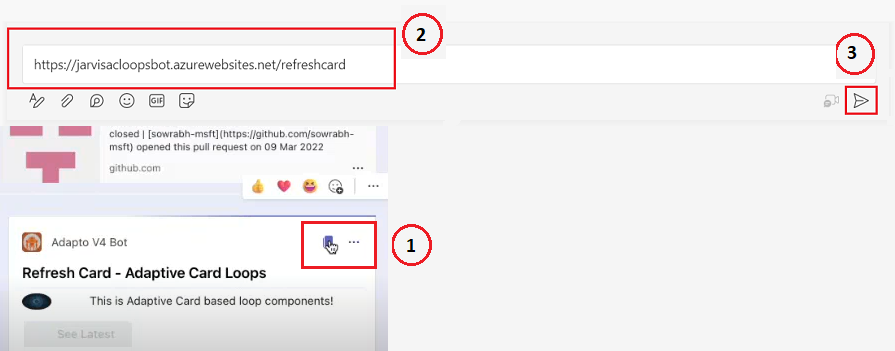 2
3
https://jarvisacloopsbot.azurewebsites.net/refreshcard
GIF
closed | [sowrabh-msft](https://github.com/sowrabh-
msft) opened this pull request on 09 Mar 2022
github.com
Adapto V4 Bot
1
Refresh Card - Adaptive Card Loops
This is Adaptive Card based loop components!
See Latest